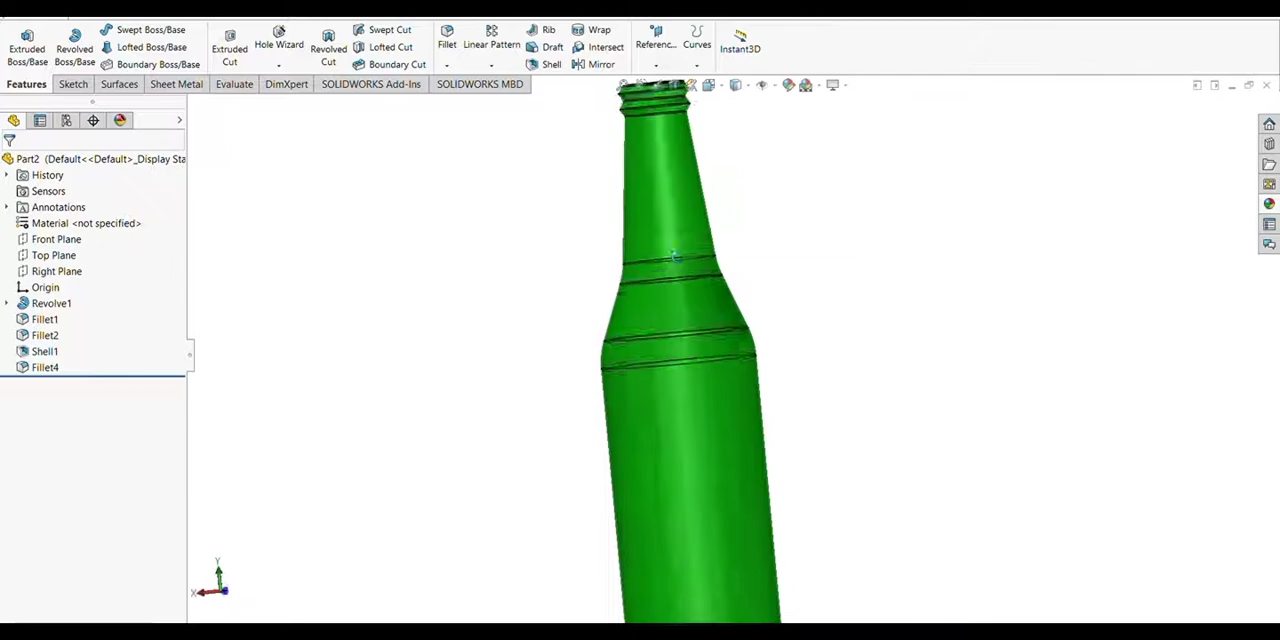 Extruded Boss/Base
Revolved Boss/Base
Swept Boss/Base
Lofted Boss/Base
Boundary Boss/Base
Extruded Cut
Hole Wizard
Revolved Cut
Swept Cut
Lofted Cut
Boundary Cut
Fillet
Linear Pattern
Rib
Draft
Shell
Wrap
Intersect
Mirror
Referenc...
Curves
Instant3D
Features
Sketch
Surfaces
Sheet Metal
Evaluate
DimXpert
SOLIDWORKS Add-Ins
SOLIDWORKS MBD
Part2 (Default<<Default>_Display Sta
History
Sensors
Annotations
Material <not specified>
Front Plane
Top Plane
Right Plane
Origin
Revolve1
Fillet1
Fillet2
Shell1
Fillet4
Y
X